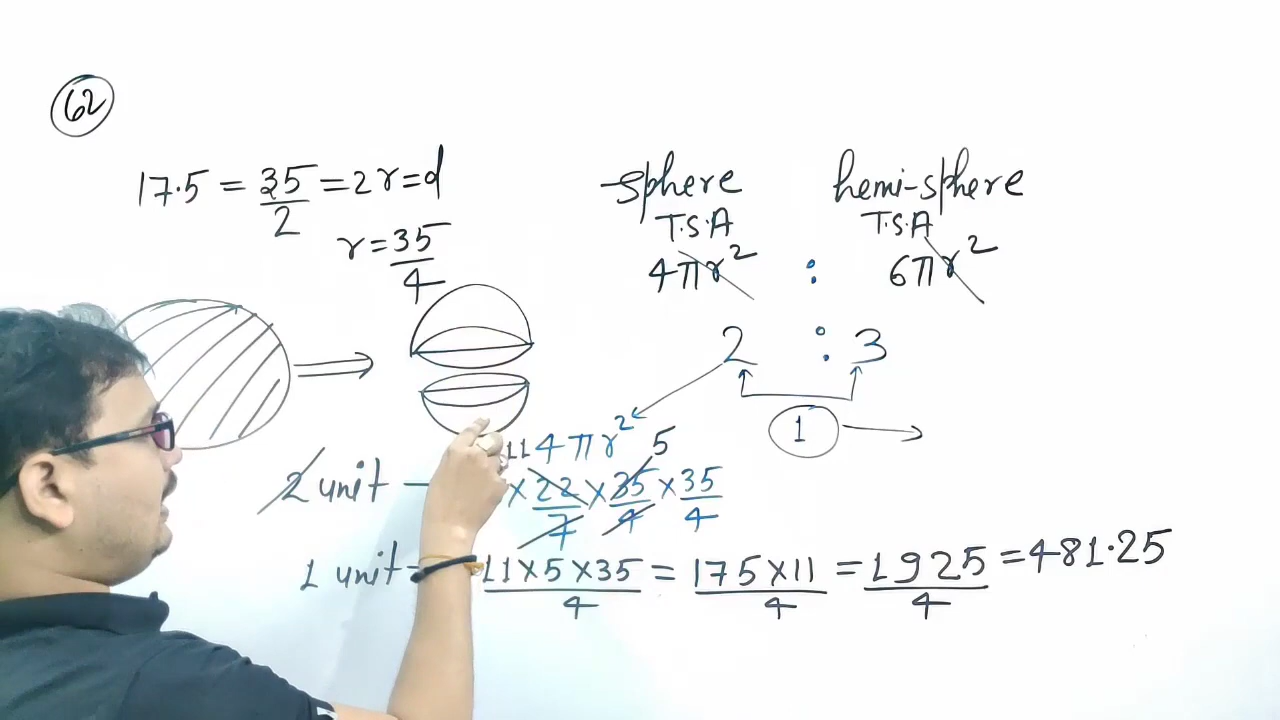 62
17.5 = 35/2 = 2r = d
r = 35/4
sphere hemi-sphere
T.S.A T.S.A
4πr² : 6πr²
2 : 3
1
11 4πr² 5
2 unit — × 22/7 × 35/4 × 35/4
1 unit - 11×5×35/4 = 175×11/4 = 1925/4 = 481.25